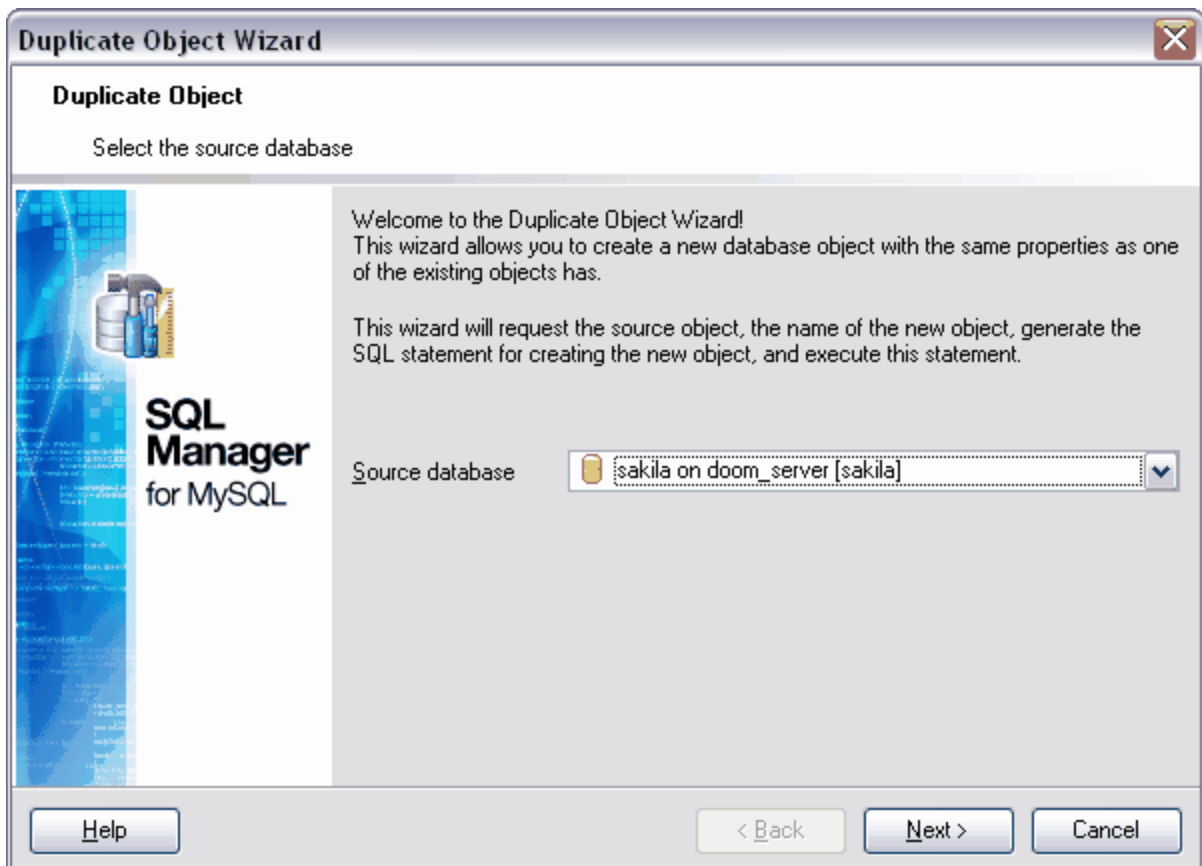 Duplicate Object Wizard
Duplicate Object
Select the source database
Welcome to the Duplicate Object Wizard!
This wizard allows you to create a new database object with the same properties as one
of the existing objects has.
This wizard will request the source object, the name of the new object, generate the
SQL statement for creating the new object, and execute this statement.
SQL
Manager
for MySQL
Source database
sakila on doom_server [sakila]
Help
< Back
Next >
Cancel